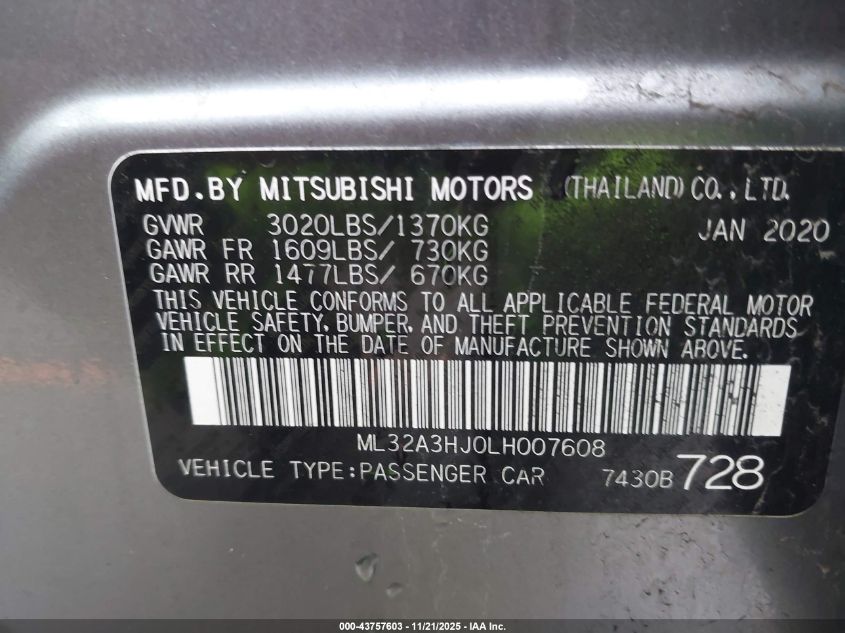 MFD.BY MITSUBISHI MOTORS (THAILAND) CO., LTD.
GVWR 3020LBS/1370KG JAN 2020
GAWR FR 1609LBS/ 730KG
GAWR RR 1477LBS/ 670KG
THIS VEHICLE CONFORMS TO ALL APPLICABLE FEDERAL MOTOR
VEHICLE SAFETY, BUMPER, AND THEFT PREVENTION STANDARDS
IN EFFECT ON THE DATE OF MANUFACTURE SHOWN ABOVE.
ML32A3HJ0LH007608
VEHICLE TYPE:PASSENGER CAR 7430B 728
000-43757603 - 11/21/2025 - IAA Inc.